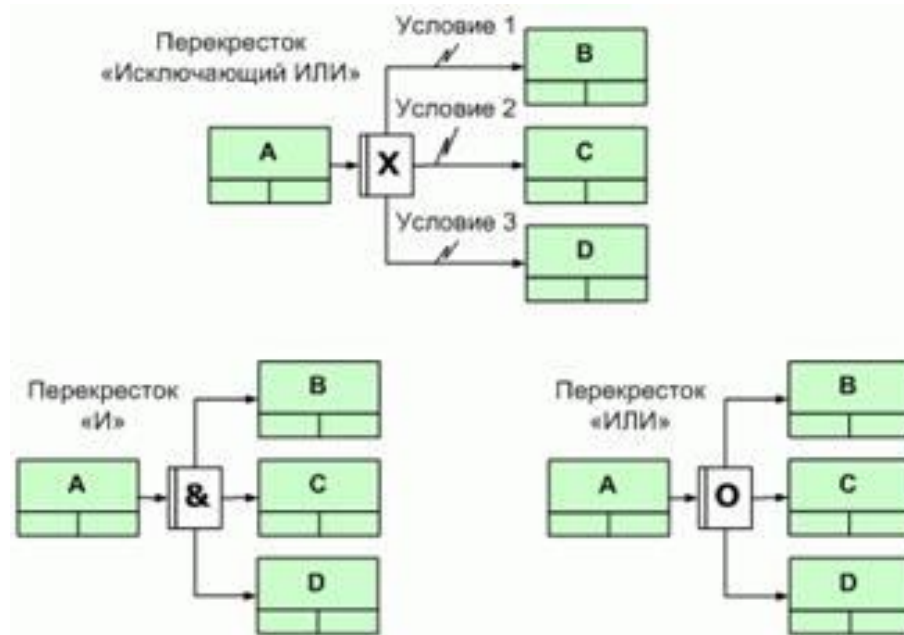 Перекресток
«Исключающий ИЛИ»
Условие 1
B
Условие 2
A
X
C
Условие 3
D
Перекресток
«И»
B
A
&
C
D
Перекресток
«ИЛИ»
B
A
O
C
D